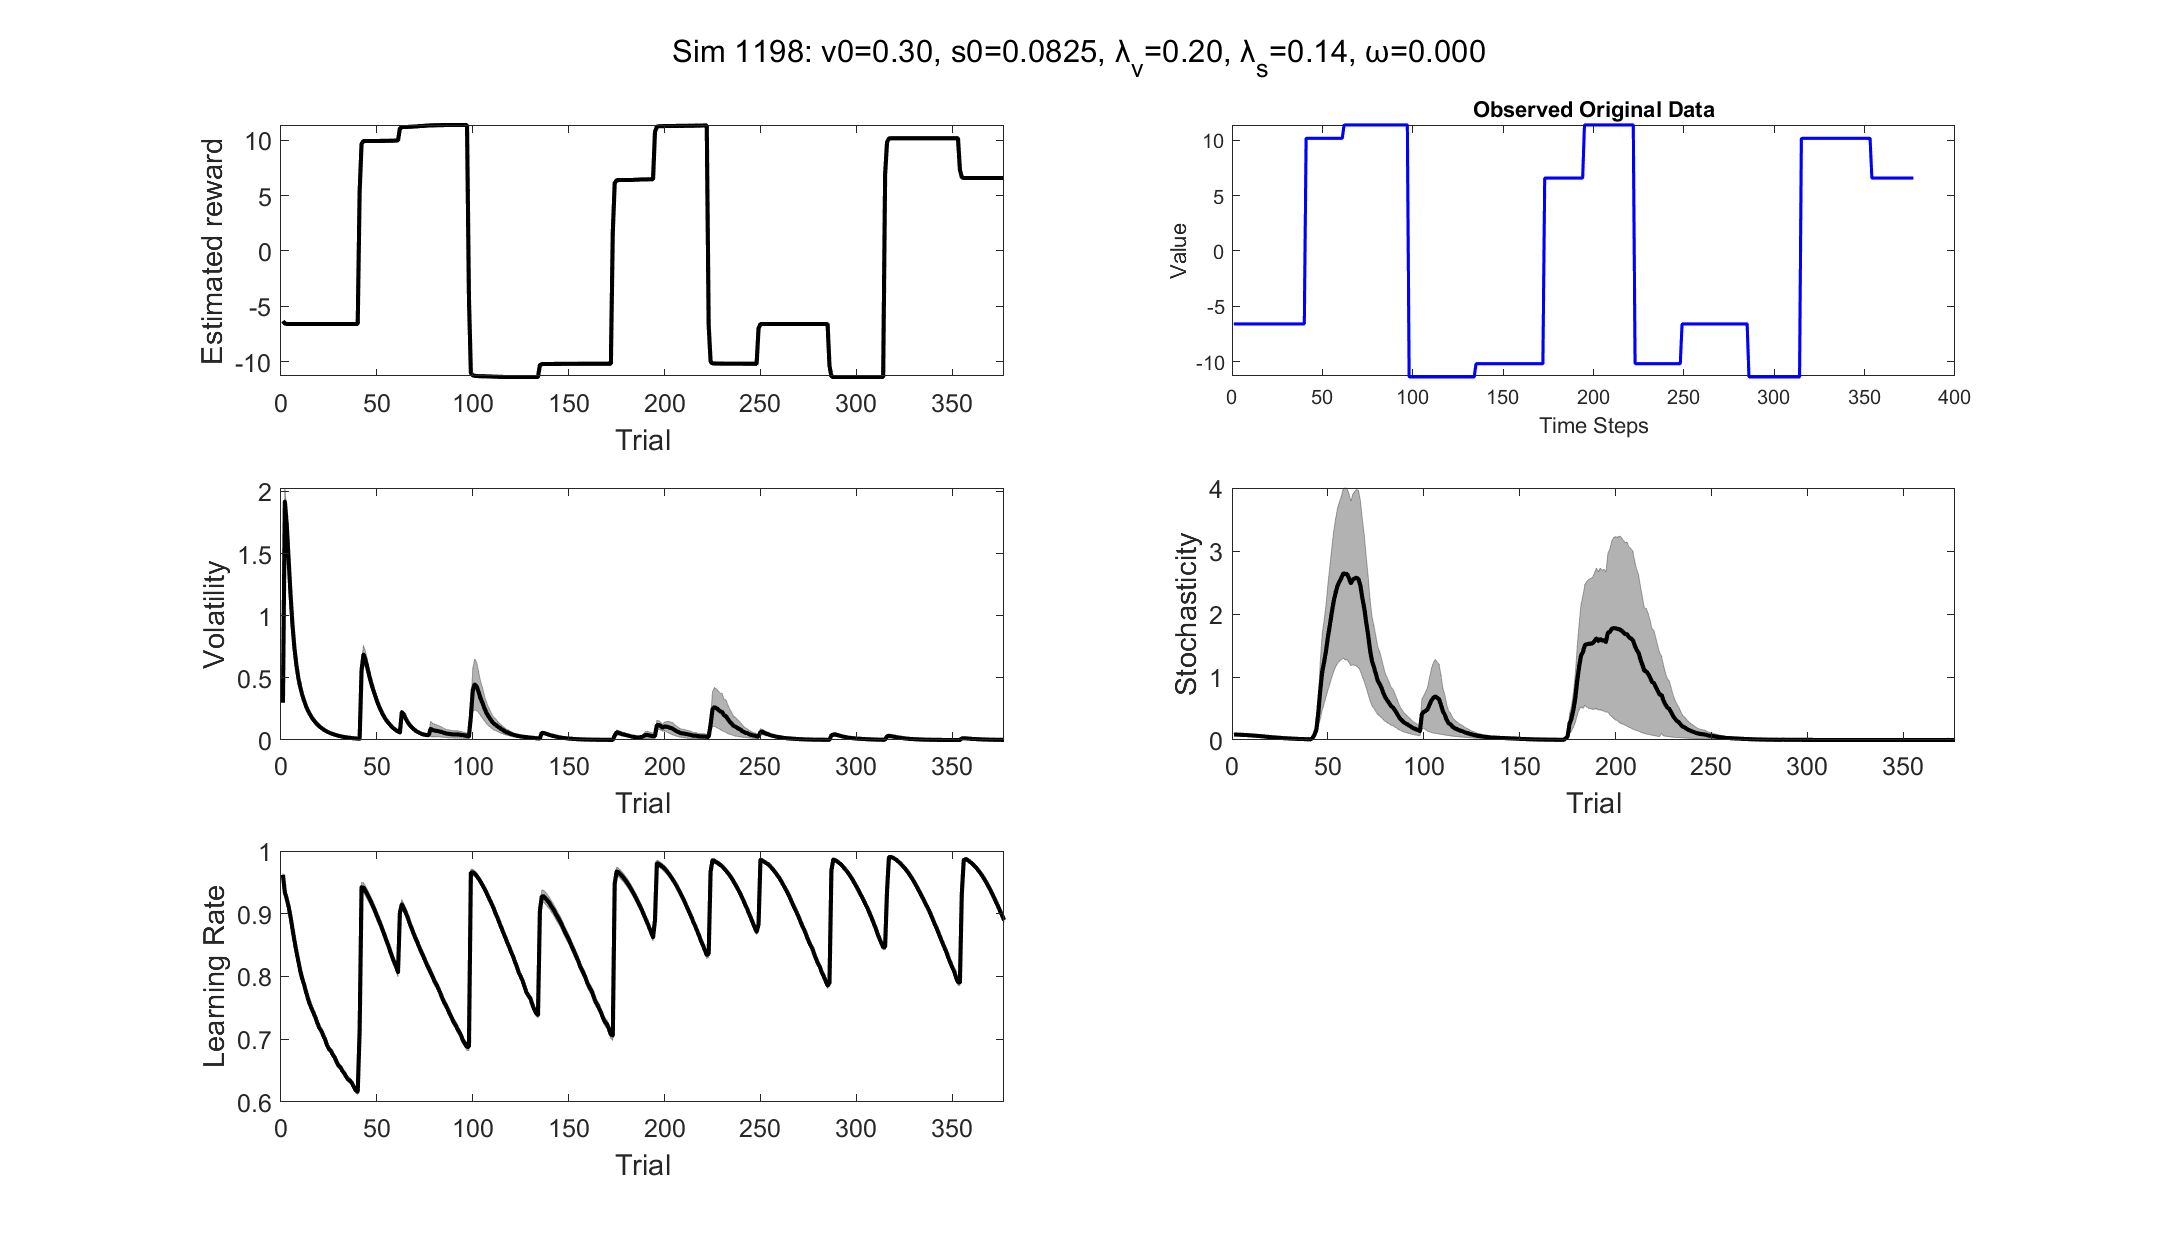 Sim 1198: v0=0.30, s0=0.0825, λ_v=0.20, λ_s=0.14, ω=0.000
Estimated reward
10
5
0
-5
-10
0 50 100 150 200 250 300 350
Trial
Observed Original Data
Value
10
5
0
-5
-10
0 50 100 150 200 250 300 350 400
Time Steps
Volatility
2
1.5
1
0.5
0
0 50 100 150 200 250 300 350
Trial
Stochasticity
4
3
2
1
0
0 50 100 150 200 250 300 350
Trial
Learning Rate
1
0.9
0.8
0.7
0.6
0 50 100 150 200 250 300 350
Trial